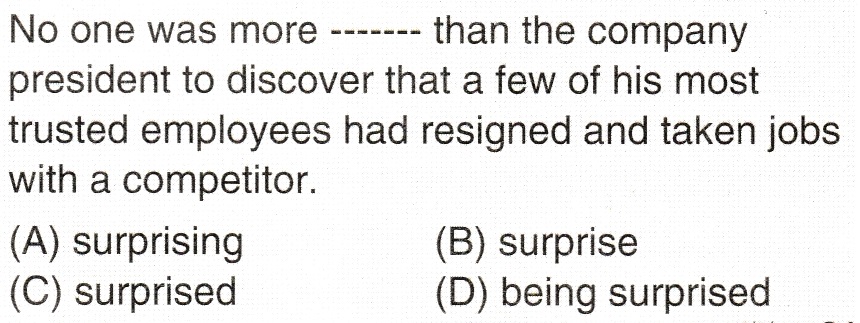 No one was more ------- than the company
president to discover that a few of his most
trusted employees had resigned and taken jobs
with a competitor.
(A) surprising (B) surprise
(C) surprised (D) being surprised